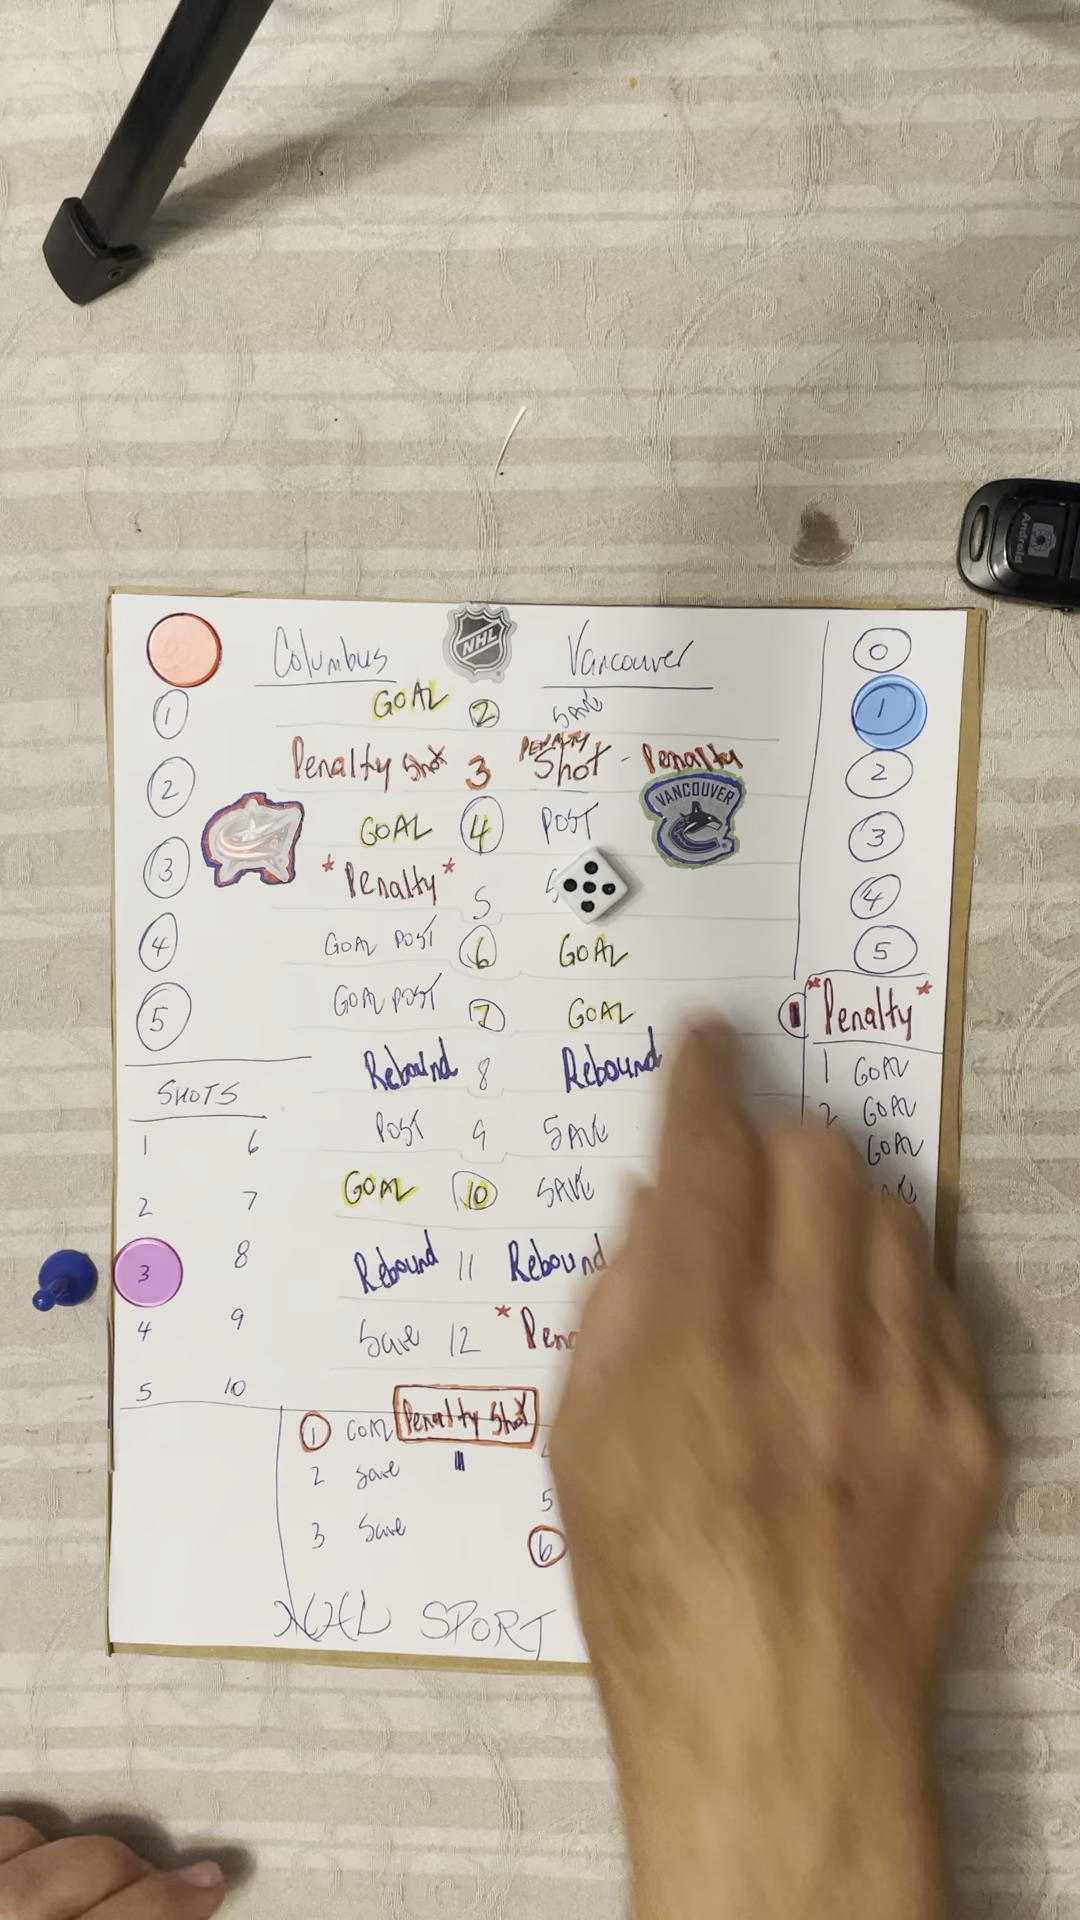 Columbus NHL Vancouver 0
GOAL 2 SAVE 1
Penalty Shot 3 PENALTY Shot - Penalty 2
1
2
GOAL 4 POST VANCOUVER 3
3
*Penalty* 5 S 4
4 GOAL POST 6 GOAL 5
5 GOAL POST 7 GOAL *Penalty*
Rebound 8 Rebound 1 GOAL
SHOTS
POST 9 SAVE 2 GOAL
1 6 GOAL
2 7 GOAL 10 SAVE
3 8 Rebound 11 Rebound
4 9 Save 12 *Pena
5 10
Penalty Shot
1 GOAL
2 Save
3 Save
5
6
NHL SPORT
Android